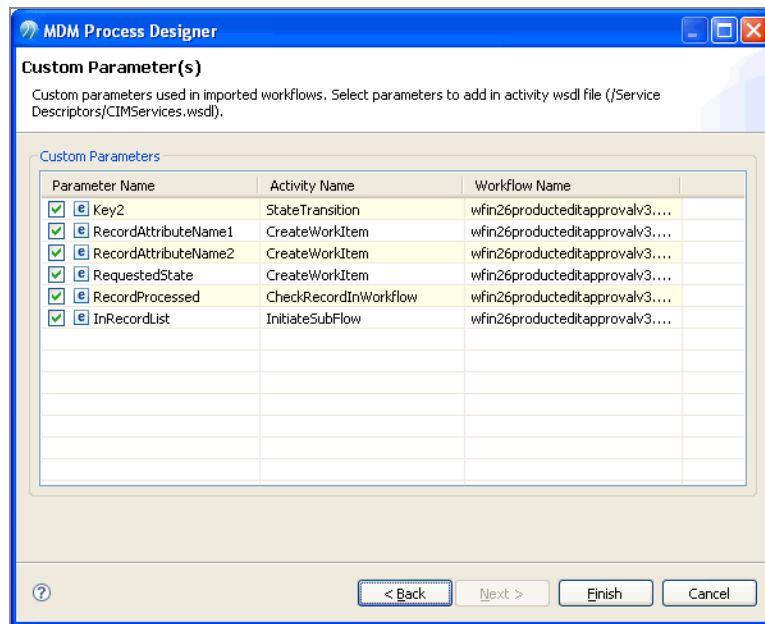 MDM Process Designer
Custom Parameter(s)
Custom parameters used in imported workflows. Select parameters to add in activity wsdl file (/Service
Descriptors/CIMServices.wsdl).
Custom Parameters
Parameter Name Activity Name Workflow Name
e Key2 StateTransition wfin26producteditapprovalv3....
e RecordAttributeName1 CreateWorkItem wfin26producteditapprovalv3....
e RecordAttributeName2 CreateWorkItem wfin26producteditapprovalv3....
e RequestedState CreateWorkItem wfin26producteditapprovalv3....
e RecordProcessed CheckRecordInWorkflow wfin26producteditapprovalv3....
e InRecordList InitiateSubFlow wfin26producteditapprovalv3....
? < Back Next > Finish Cancel